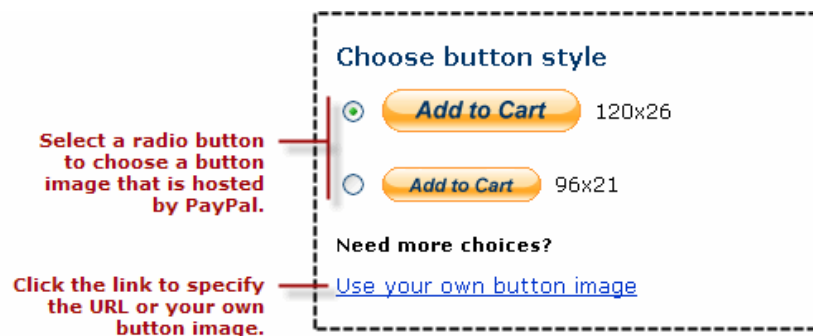 Choose button style
Add to Cart 120x26
Select a radio button
to choose a button
image that is hosted
by PayPal.
Add to Cart 96x21
Need more choices?
Click the link to specify
the URL or your own
button image.
Use your own button image